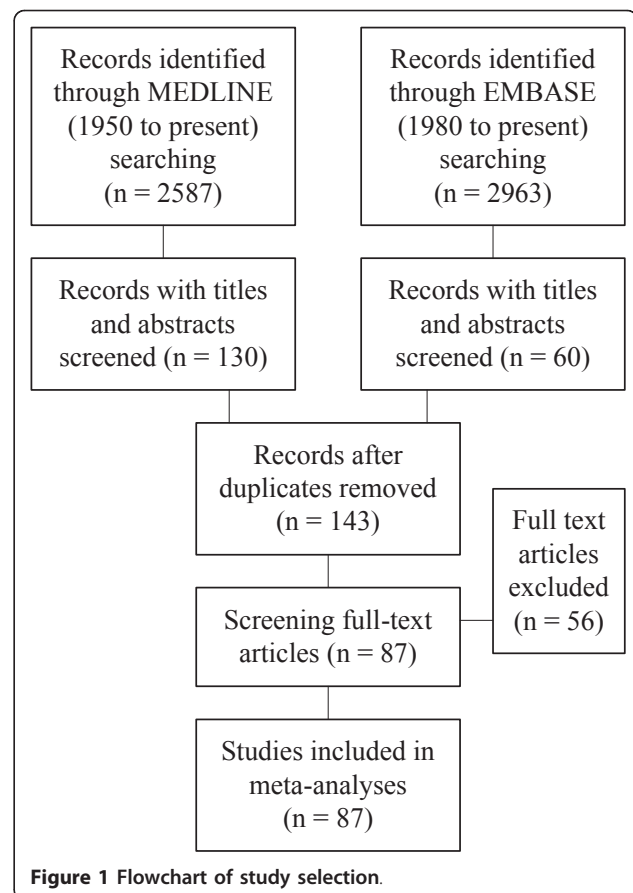 Records identified
through MEDLINE
(1950 to present)
searching
(n = 2587)
Records identified
through EMBASE
(1980 to present)
searching
(n = 2963)
Records with titles
and abstracts
screened (n = 130)
Records with titles
and abstracts
screened (n = 60)
Records after
duplicates removed
(n = 143)
Full text
articles
excluded
(n = 56)
Screening full-text
articles (n = 87)
Studies included in
meta-analyses
(n = 87)
Figure 1 Flowchart of study selection.